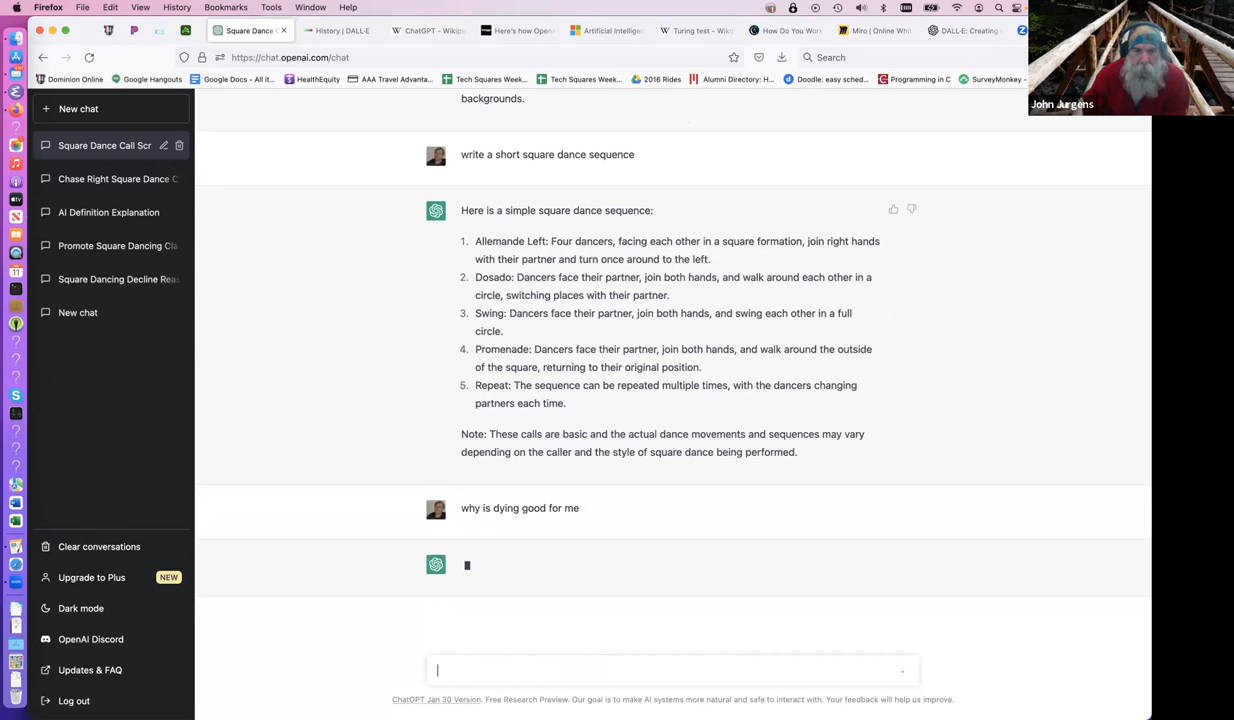 Firefox File Edit View History Bookmarks Tools Window Help
Square Dance C History | DALL-E ChatGPT - Wikipe Here's how OpenA Artificial Intelligen Turing test - Wikip How Do You Work Miro | Online Whit DALL·E: Creating i
https://chat.openai.com/chat Search
Dominion Online Google Hangouts Google Docs - All it... HealthEquity AAA Travel Advanta... Tech Squares Week... Tech Squares Week... 2016 Rides Alumni Directory: H... Doodle: easy sched... Programming in C SurveyMonkey
John Jurgens
New chat
Square Dance Call Scr
Chase Right Square Dance C
AI Definition Explanation
Promote Square Dancing Cla
Square Dancing Decline Reas
New chat
Clear conversations
Upgrade to Plus NEW
Dark mode
OpenAI Discord
Updates & FAQ
Log out
backgrounds.
write a short square dance sequence
Here is a simple square dance sequence:
1. Allemande Left: Four dancers, facing each other in a square formation, join right hands
with their partner and turn once around to the left.
2. Dosado: Dancers face their partner, join both hands, and walk around each other in a
circle, switching places with their partner.
3. Swing: Dancers face their partner, join both hands, and swing each other in a full
circle.
4. Promenade: Dancers face their partner, join both hands, and walk around the outside
of the square, returning to their original position.
5. Repeat: The sequence can be repeated multiple times, with the dancers changing
partners each time.
Note: These calls are basic and the actual dance movements and sequences may vary
depending on the caller and the style of square dance being performed.
why is dying good for me
ChatGPT Jan 30 Version. Free Research Preview. Our goal is to make AI systems more natural and safe to interact with. Your feedback will help us improve.